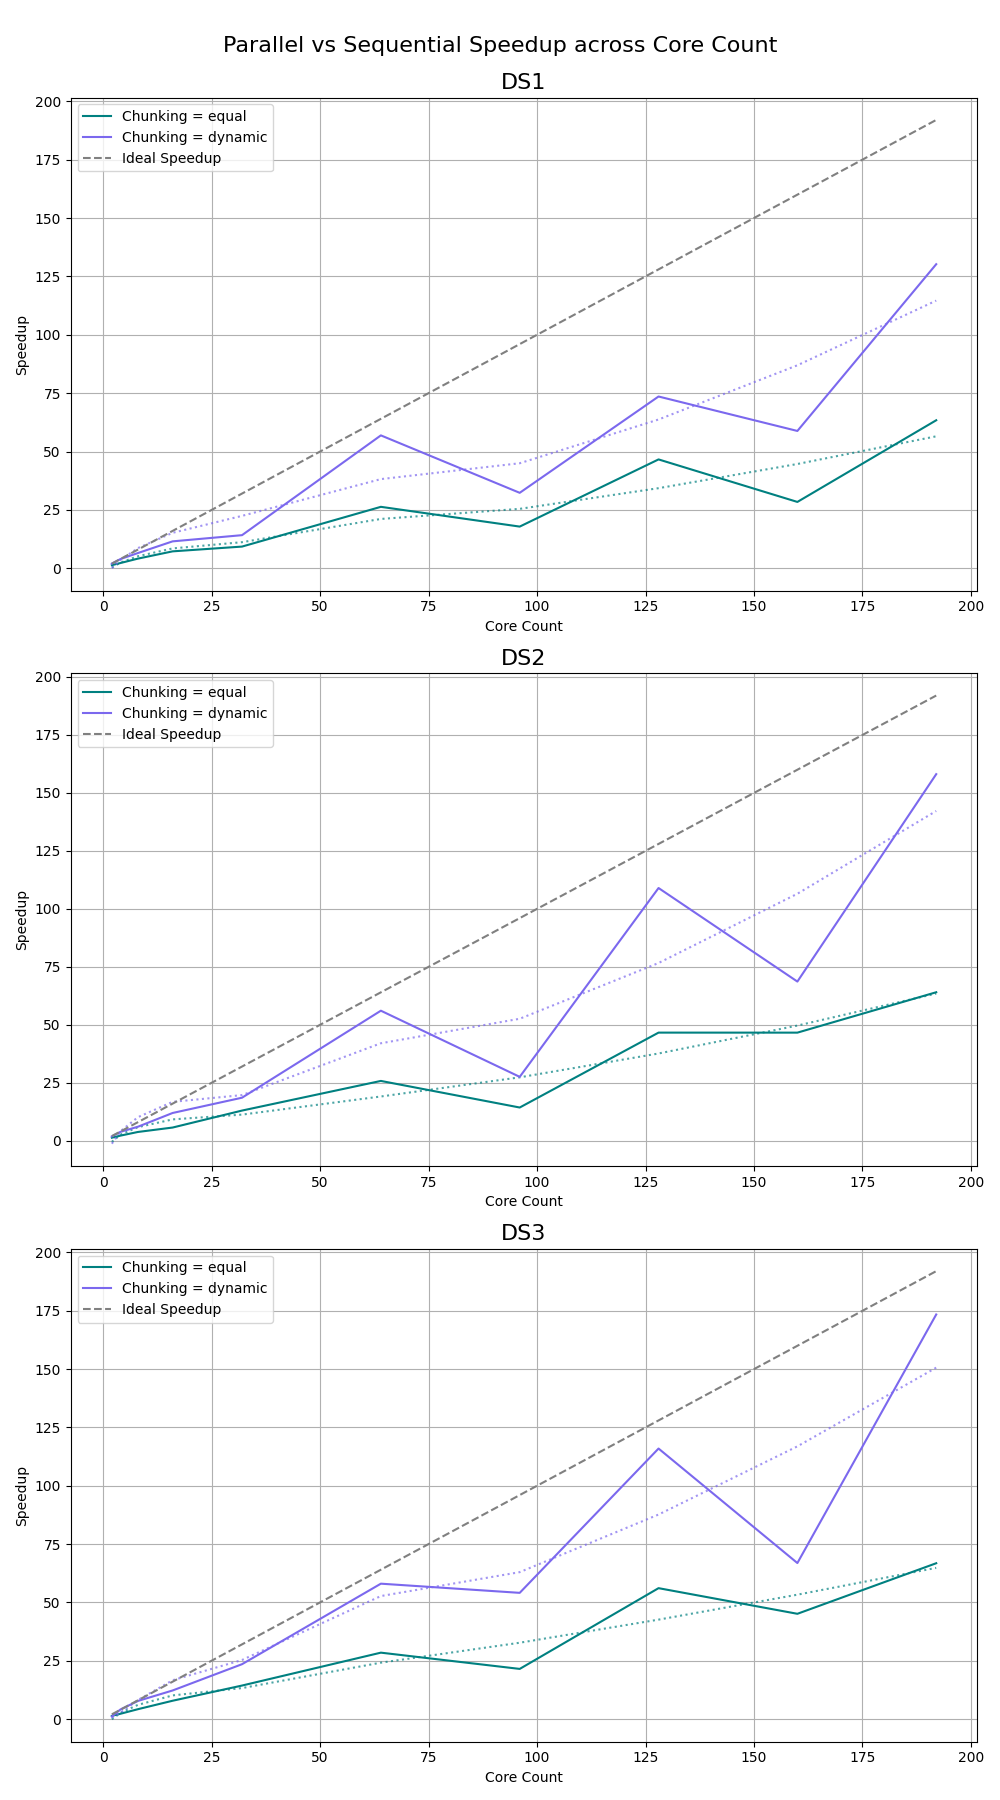 Parallel vs Sequential Speedup across Core Count
DS1
Chunking = equal
Chunking = dynamic
Ideal Speedup
200
175
150
125
100
75
50
25
0
Speedup
0 25 50 75 100 125 150 175 200
Core Count
DS2
Chunking = equal
Chunking = dynamic
Ideal Speedup
200
175
150
125
100
75
50
25
0
Speedup
0 25 50 75 100 125 150 175 200
Core Count
DS3
Chunking = equal
Chunking = dynamic
Ideal Speedup
200
175
150
125
100
75
50
25
0
Speedup
0 25 50 75 100 125 150 175 200
Core Count